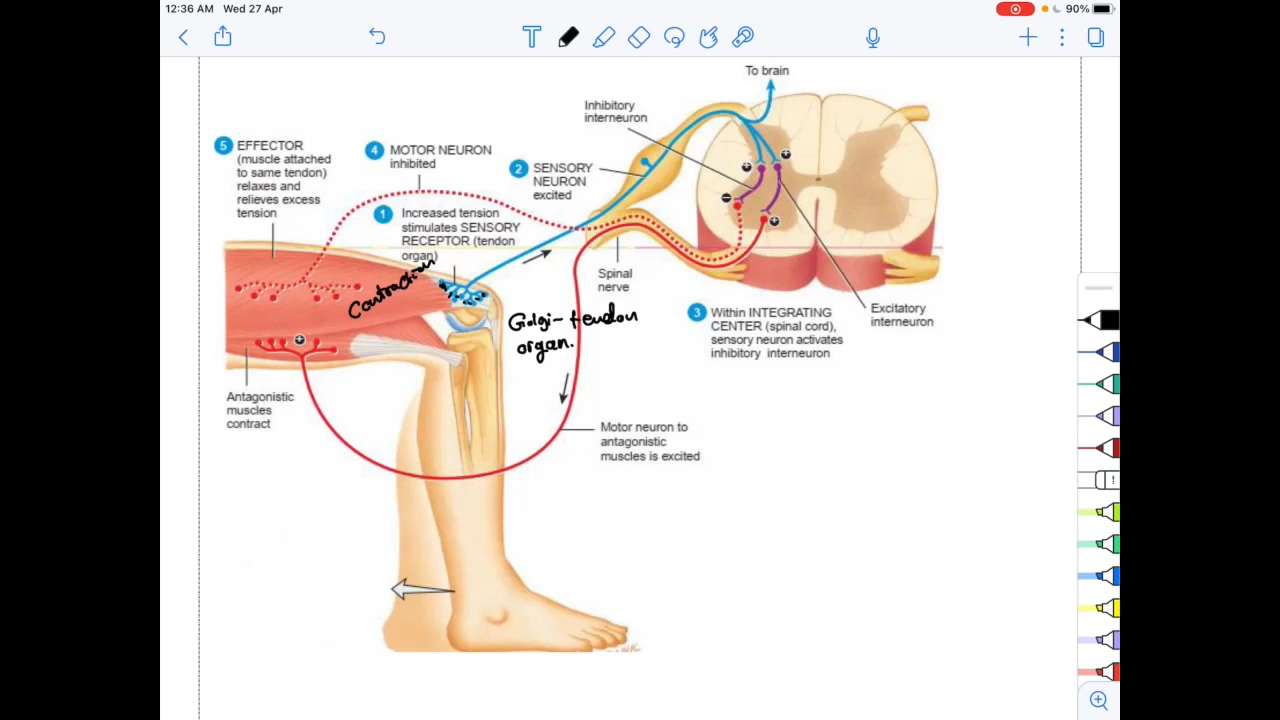 12:36 AM Wed 27 Apr
90%
T
To brain
Inhibitory
interneuron
5 EFFECTOR
(muscle attached
to same tendon)
relaxes and
relieves excess
tension
4 MOTOR NEURON
inhibited
2 SENSORY
NEURON
excited
1 Increased tension
stimulates SENSORY
RECEPTOR (tendon
organ)
Contraction
Golgi-tendon
organ.
Spinal
nerve
3 Within INTEGRATING
CENTER (spinal cord),
sensory neuron activates
inhibitory interneuron
Excitatory
interneuron
Antagonistic
muscles
contract
Motor neuron to
antagonistic
muscles is excited